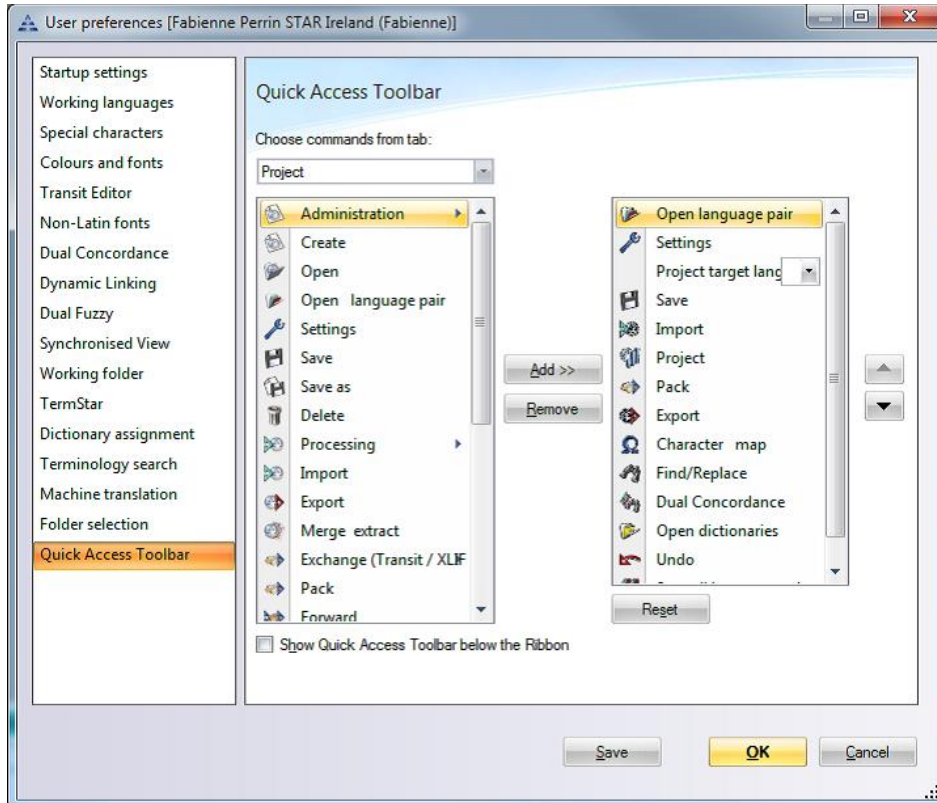 User preferences [Fabienne Perrin STAR Ireland (Fabienne)]
Startup settings
Working languages
Special characters
Colours and fonts
Transit Editor
Non-Latin fonts
Dual Concordance
Dynamic Linking
Dual Fuzzy
Synchronised View
Working folder
TermStar
Dictionary assignment
Terminology search
Machine translation
Folder selection
Quick Access Toolbar
Quick Access Toolbar
Choose commands from tab:
Project
Administration
Create
Open
Open language pair
Settings
Save
Save as
Delete
Processing
Import
Export
Merge extract
Exchange (Transit / XLIF
Pack
Forward
Add >>
Remove
Open language pair
Settings
Project target lang
Save
Import
Project
Pack
Export
Character map
Find/Replace
Dual Concordance
Open dictionaries
Undo
Reset
Show Quick Access Toolbar below the Ribbon
Save
OK
Cancel